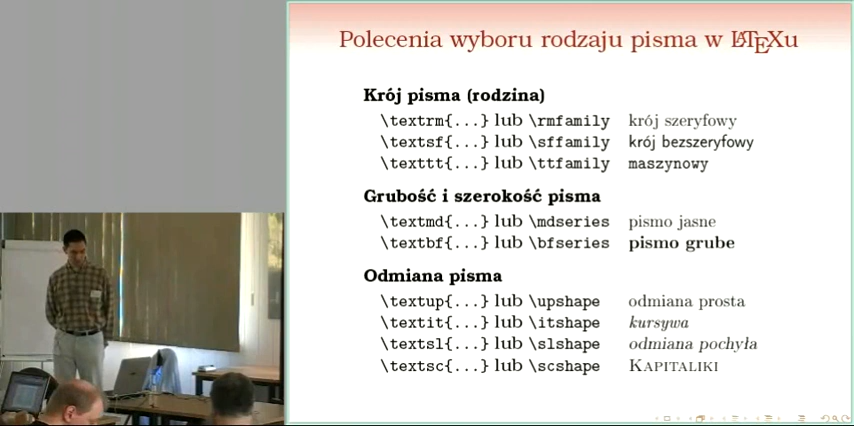 Polecenia wyboru rodzaju pisma w LATEXu
Krój pisma (rodzina)
\textrm{...} lub \rmfamily krój szeryfowy
\textsf{...} lub \sffamily krój bezszeryfowy
\texttt{...} lub \ttfamily maszynowy
Grubość i szerokość pisma
\textmd{...} lub \mdseries pismo jasne
\textbf{...} lub \bfseries pismo grube
Odmiana pisma
\textup{...} lub \upshape odmiana prosta
\textit{...} lub \itshape kursywa
\textsl{...} lub \slshape odmiana pochyła
\textsc{...} lub \scshape KAPITALIKI